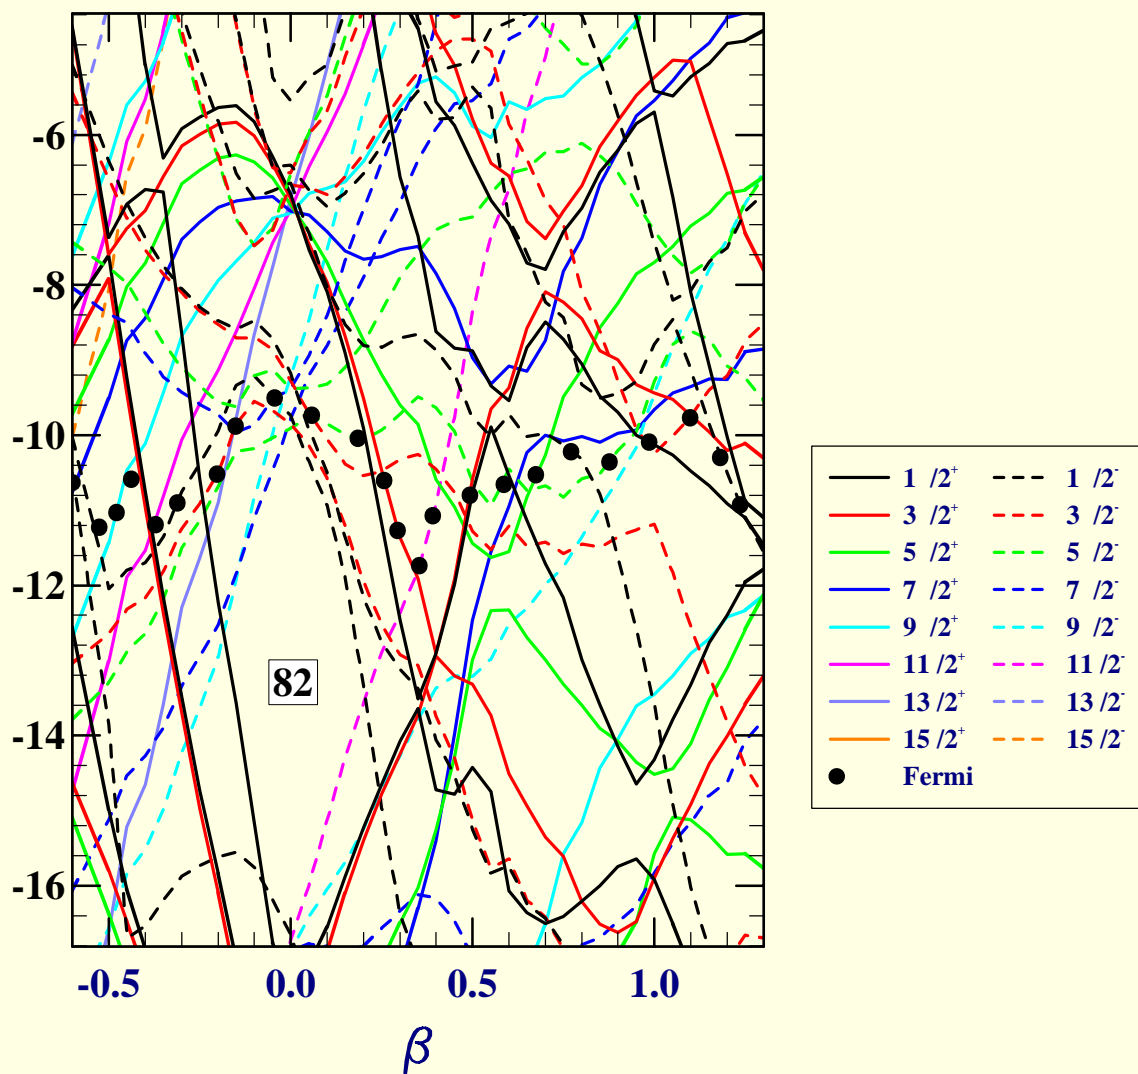 -6
-8
-10
-12
-14
-16
82
-0.5 0.0 0.5 1.0
β
1 /2+ 1 /2-
3 /2+ 3 /2-
5 /2+ 5 /2-
7 /2+ 7 /2-
9 /2+ 9 /2-
11 /2+ 11 /2-
13 /2+ 13 /2-
15 /2+ 15 /2-
Fermi